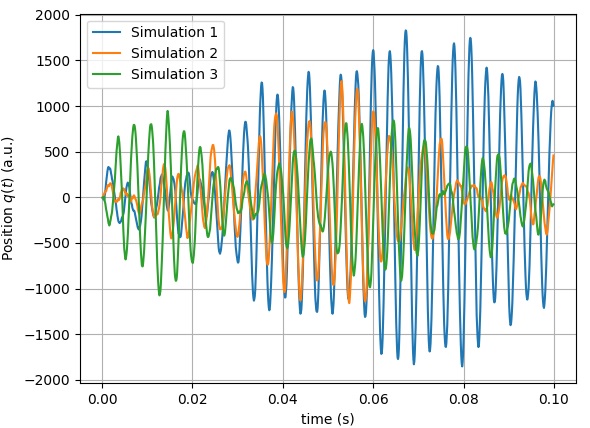 Simulation 1
Simulation 2
Simulation 3
2000
1500
1000
500
0
−500
−1000
−1500
−2000
Position q(t) (a.u.)
0.00 0.02 0.04 0.06 0.08 0.10
time (s)